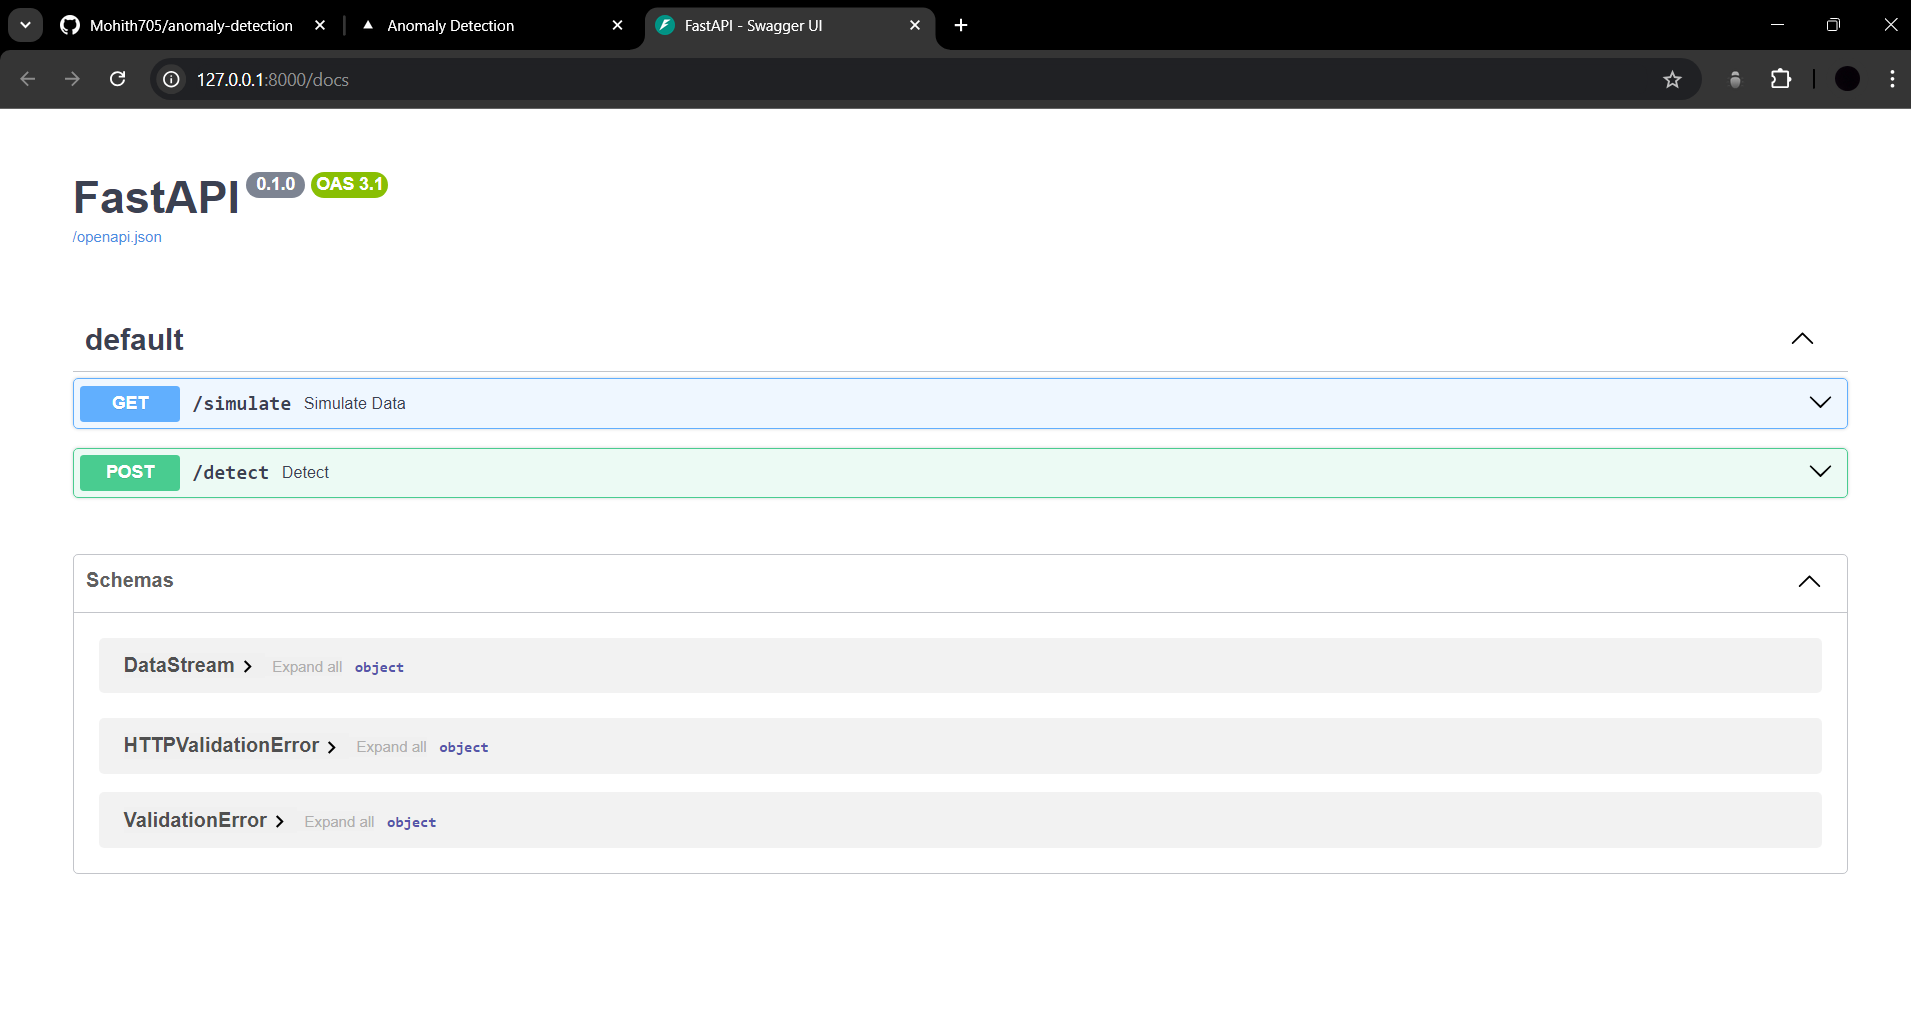 Mohith705/anomaly-detection
Anomaly Detection
FastAPI - Swagger UI
127.0.0.1:8000/docs
FastAPI 0.1.0 OAS 3.1
/openapi.json
default
GET /simulate Simulate Data
POST /detect Detect
Schemas
DataStream Expand all object
HTTPValidationError Expand all object
ValidationError Expand all object